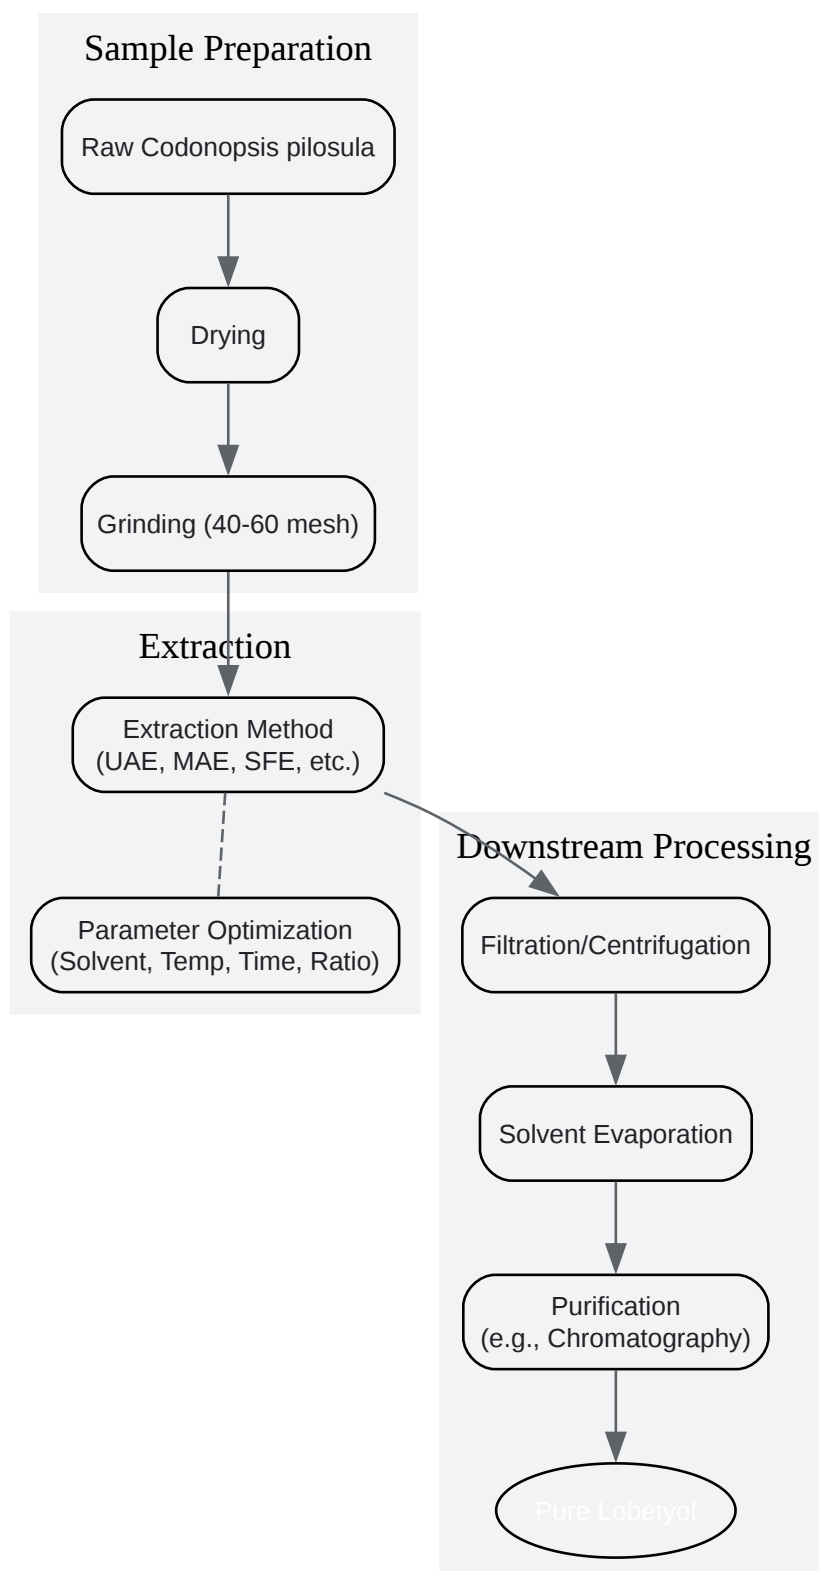 Sample Preparation
Raw Codonopsis pilosula
Drying
Grinding (40-60 mesh)
Extraction
Extraction Method
(UAE, MAE, SFE, etc.)
Parameter Optimization
(Solvent, Temp, Time, Ratio)
Downstream Processing
Filtration/Centrifugation
Solvent Evaporation
Purification
(e.g., Chromatography)
Pure Lobetyol